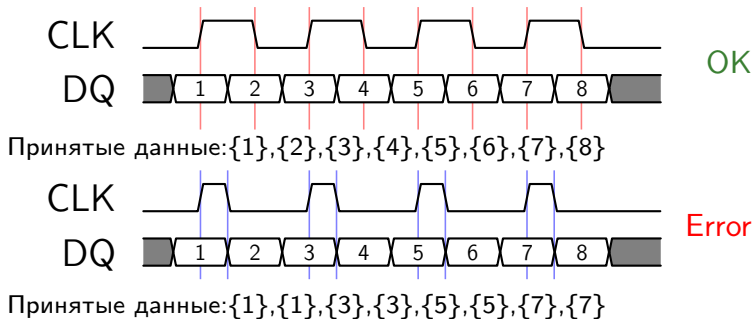 CLK
OK
DQ 1 2 3 4 5 6 7 8
Принятые данные:{1},{2},{3},{4},{5},{6},{7},{8}
CLK
Error
DQ 1 2 3 4 5 6 7 8
Принятые данные:{1},{1},{3},{3},{5},{5},{7},{7}